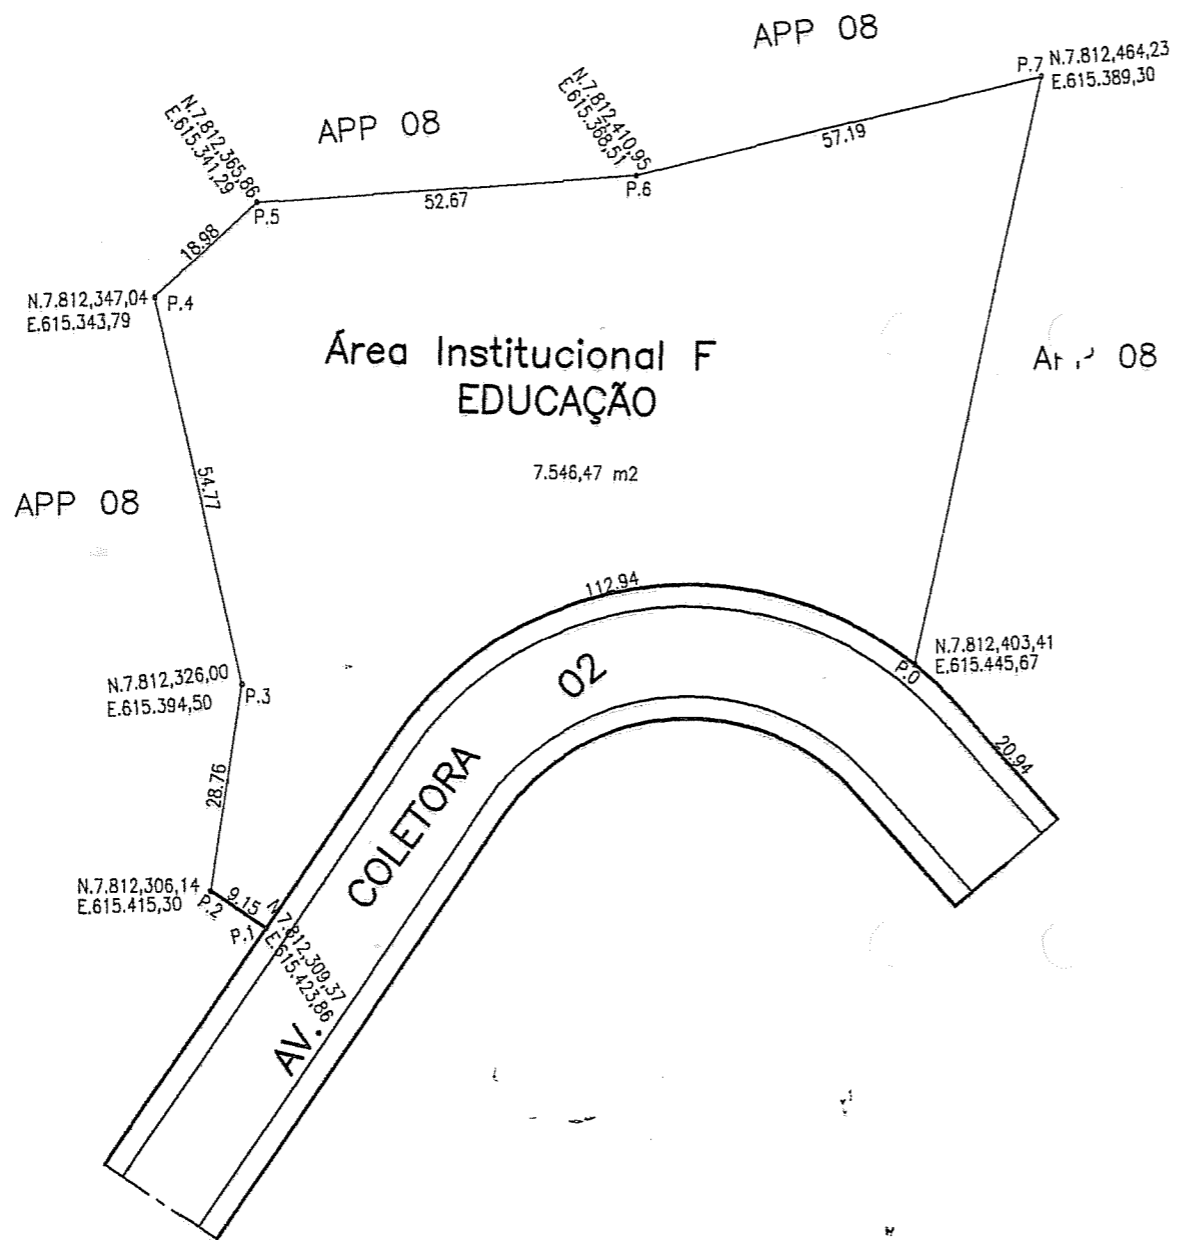 APP 08
P.7
N.7.812,464,23
E.615.389,30
N.7.812,410,95
E.615.368,51
P.6
57.19
APP 08
N.7.812,365,86
E.615.341,29
P.5
52.67
18.98
N.7.812,347,04
E.615.343,79
P.4
Área Institucional F
EDUCAÇÃO
7.546,47 m2
08
54.77
APP 08
112.94
N.7.812,403,41
E.615.445,67
P.0
02
N.7.812,326,00
E.615.394,50
P.3
20.94
28.76
COLETORA
N.7.812,306,14
E.615.415,30
P.2
9.15
P.1
N.7.812,309,37
E.615.423,86
AV.